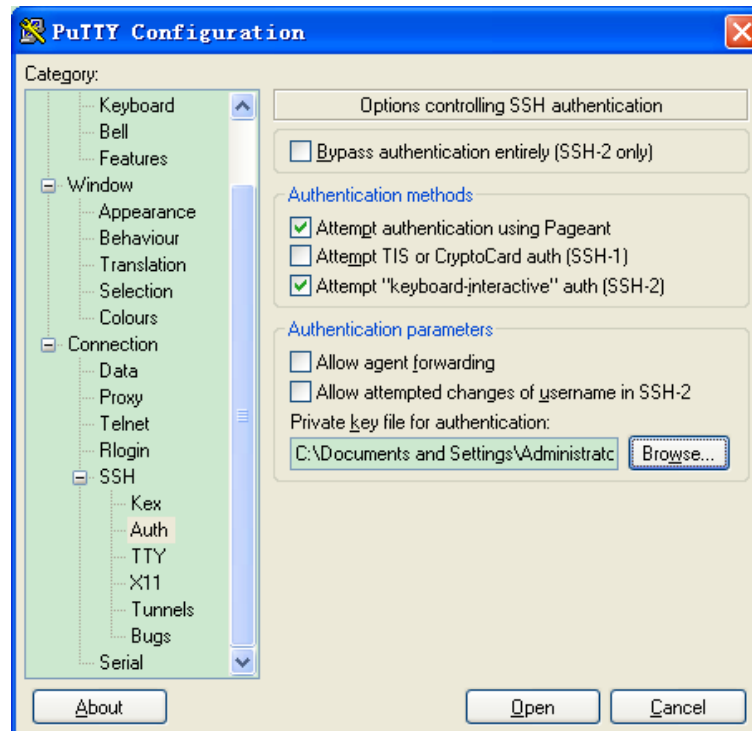 PuTTY Configuration
Category:
Keyboard
Bell
Features
Window
Appearance
Behaviour
Translation
Selection
Colours
Connection
Data
Proxy
Telnet
Rlogin
SSH
Kex
Auth
TTY
X11
Tunnels
Bugs
Serial
Options controlling SSH authentication
Bypass authentication entirely (SSH-2 only)
Authentication methods
Attempt authentication using Pageant
Attempt TIS or CryptoCard auth (SSH-1)
Attempt "keyboard-interactive" auth (SSH-2)
Authentication parameters
Allow agent forwarding
Allow attempted changes of username in SSH-2
Private key file for authentication:
C:\Documents and Settings\Administratc
Browse...
About
Open
Cancel